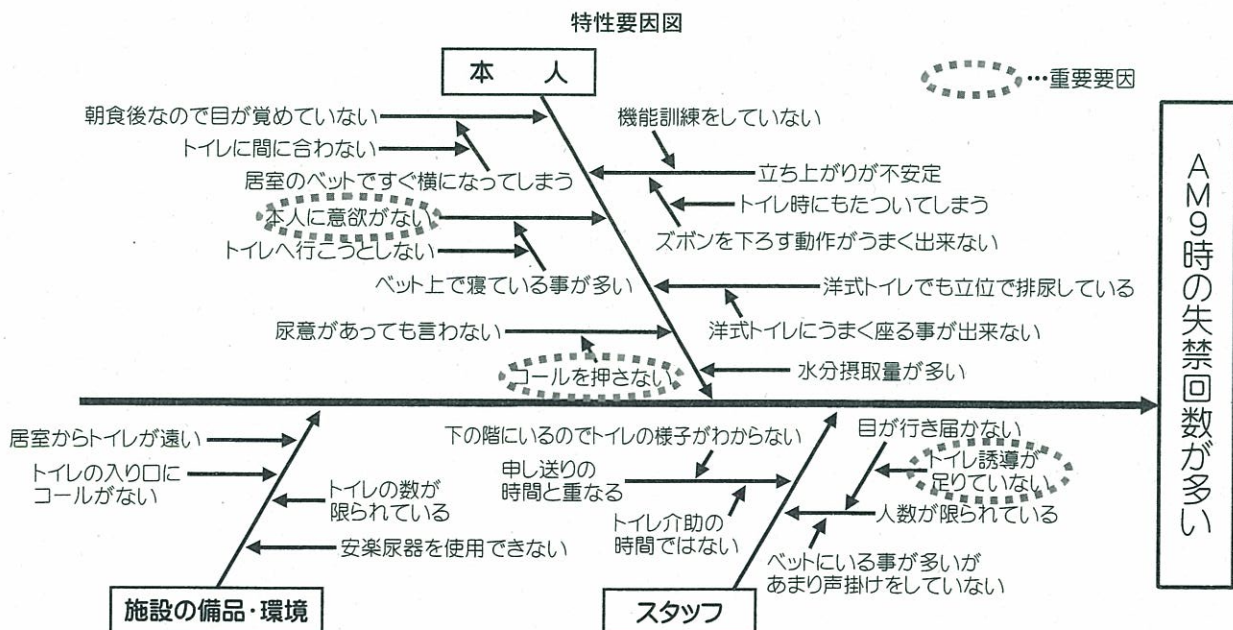 特性要因図
本 人
…重要要因
朝食後なので目が覚めていない
トイレに間に合わない
居室のベットですぐ横になってしまう
本人に意欲がない
トイレへ行こうとしない
ベット上で寝ている事が多い
尿意があっても言わない
コールを押さない
機能訓練をしていない
立ち上がりが不安定
トイレ時にもたついてしまう
ズボンを下ろす動作がうまく出来ない
洋式トイレでも立位で排尿している
洋式トイレにうまく座る事が出来ない
水分摂取量が多い
AM9時の失禁回数が多い
居室からトイレが遠い
トイレの入り口に
コールがない
トイレの数が
限られている
安楽尿器を使用できない
施設の備品・環境
下の階にいるのでトイレの様子がわからない
申し送りの
時間と重なる
トイレ介助の
時間ではない
目が行き届かない
トイレ誘導が
足りていない
人数が限られている
ベットにいる事が多いが
あまり声掛けをしていない
スタッフ